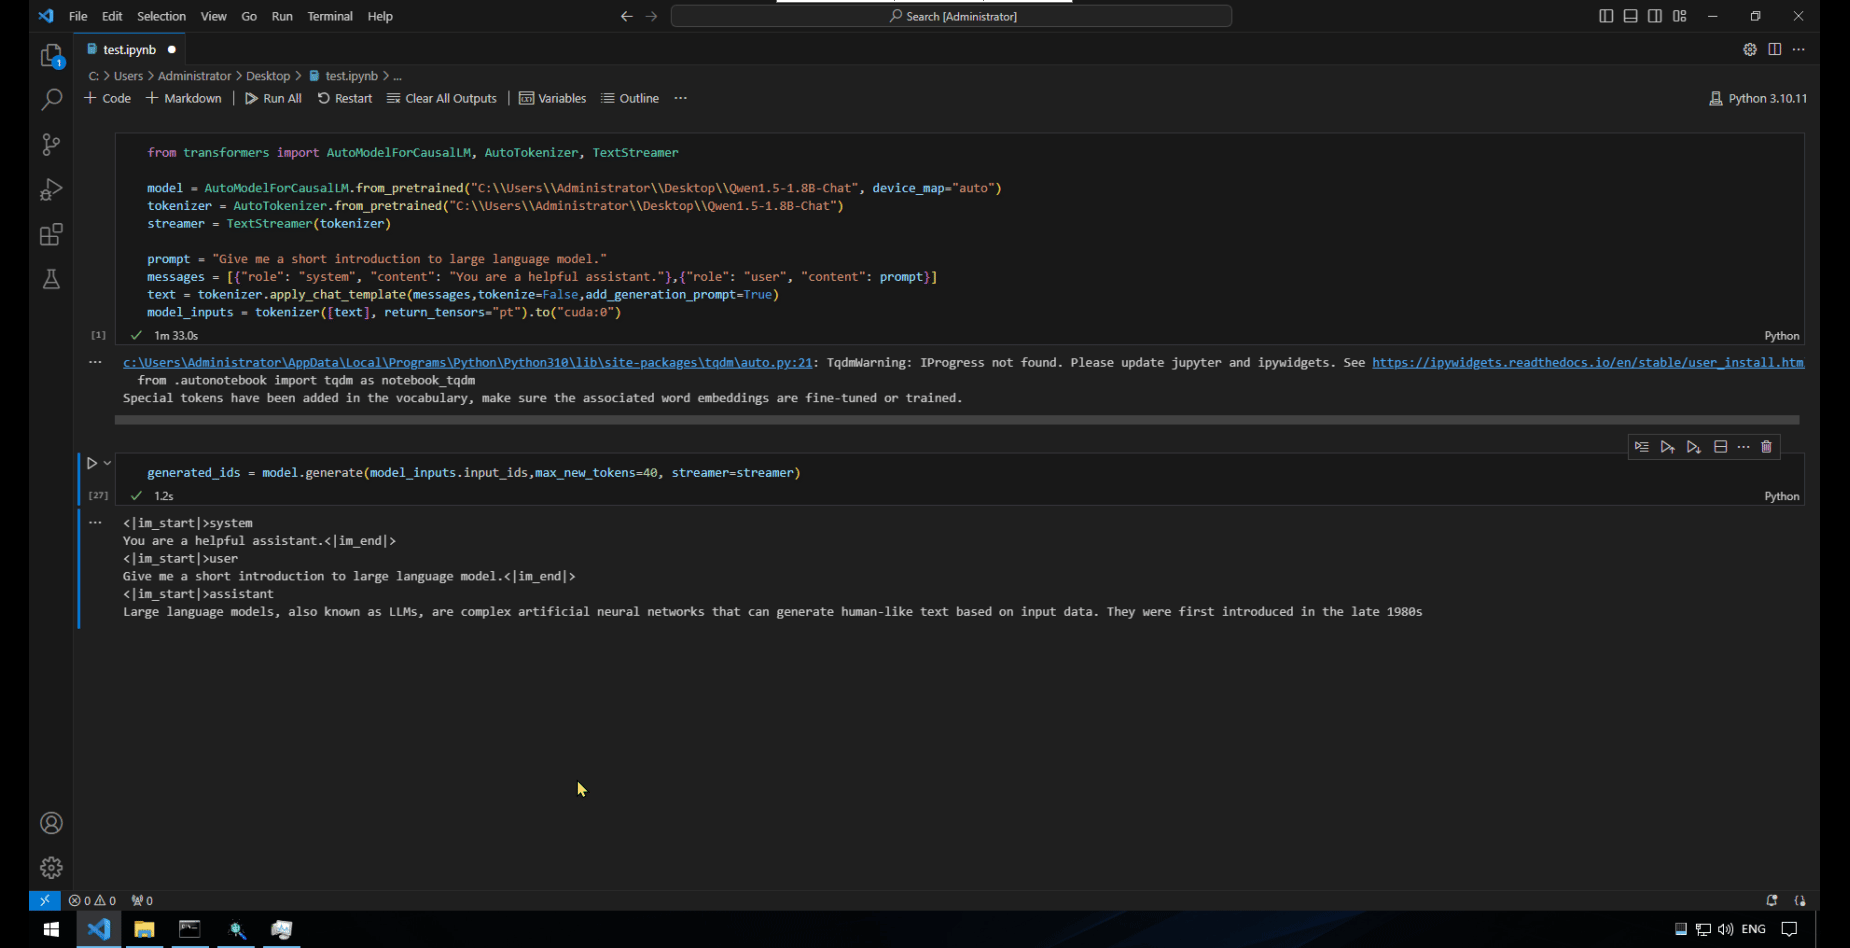 File Edit Selection View Go Run Terminal Help
Search [Administrator]
1
test.ipynb
C: > Users > Administrator > Desktop > test.ipynb > ...
+ Code + Markdown | Run All Restart Clear All Outputs | Variables Outline ...
Python 3.10.11
from transformers import AutoModelForCausalLM, AutoTokenizer, TextStreamer
model = AutoModelForCausalLM.from_pretrained("C:\\Users\\Administrator\\Desktop\\Qwen1.5-1.8B-Chat", device_map="auto")
tokenizer = AutoTokenizer.from_pretrained("C:\\Users\\Administrator\\Desktop\\Qwen1.5-1.8B-Chat")
streamer = TextStreamer(tokenizer)
prompt = "Give me a short introduction to large language model."
messages = [{"role": "system", "content": "You are a helpful assistant."},{"role": "user", "content": prompt}]
text = tokenizer.apply_chat_template(messages,tokenize=False,add_generation_prompt=True)
model_inputs = tokenizer([text], return_tensors="pt").to("cuda:0")
[1] 1m 33.0s Python
... c:\Users\Administrator\AppData\Local\Programs\Python\Python310\lib\site-packages\tqdm\auto.py:21: TqdmWarning: IProgress not found. Please update jupyter and ipywidgets. See https://ipywidgets.readthedocs.io/en/stable/user_install.htm
from .autonotebook import tqdm as notebook_tqdm
Special tokens have been added in the vocabulary, make sure the associated word embeddings are fine-tuned or trained.
generated_ids = model.generate(model_inputs.input_ids,max_new_tokens=40, streamer=streamer)
[27] 1.2s Python
... <|im_start|>system
You are a helpful assistant.<|im_end|>
<|im_start|>user
Give me a short introduction to large language model.<|im_end|>
<|im_start|>assistant
Large language models, also known as LLMs, are complex artificial neural networks that can generate human-like text based on input data. They were first introduced in the late 1980s
0 0 0
ENG